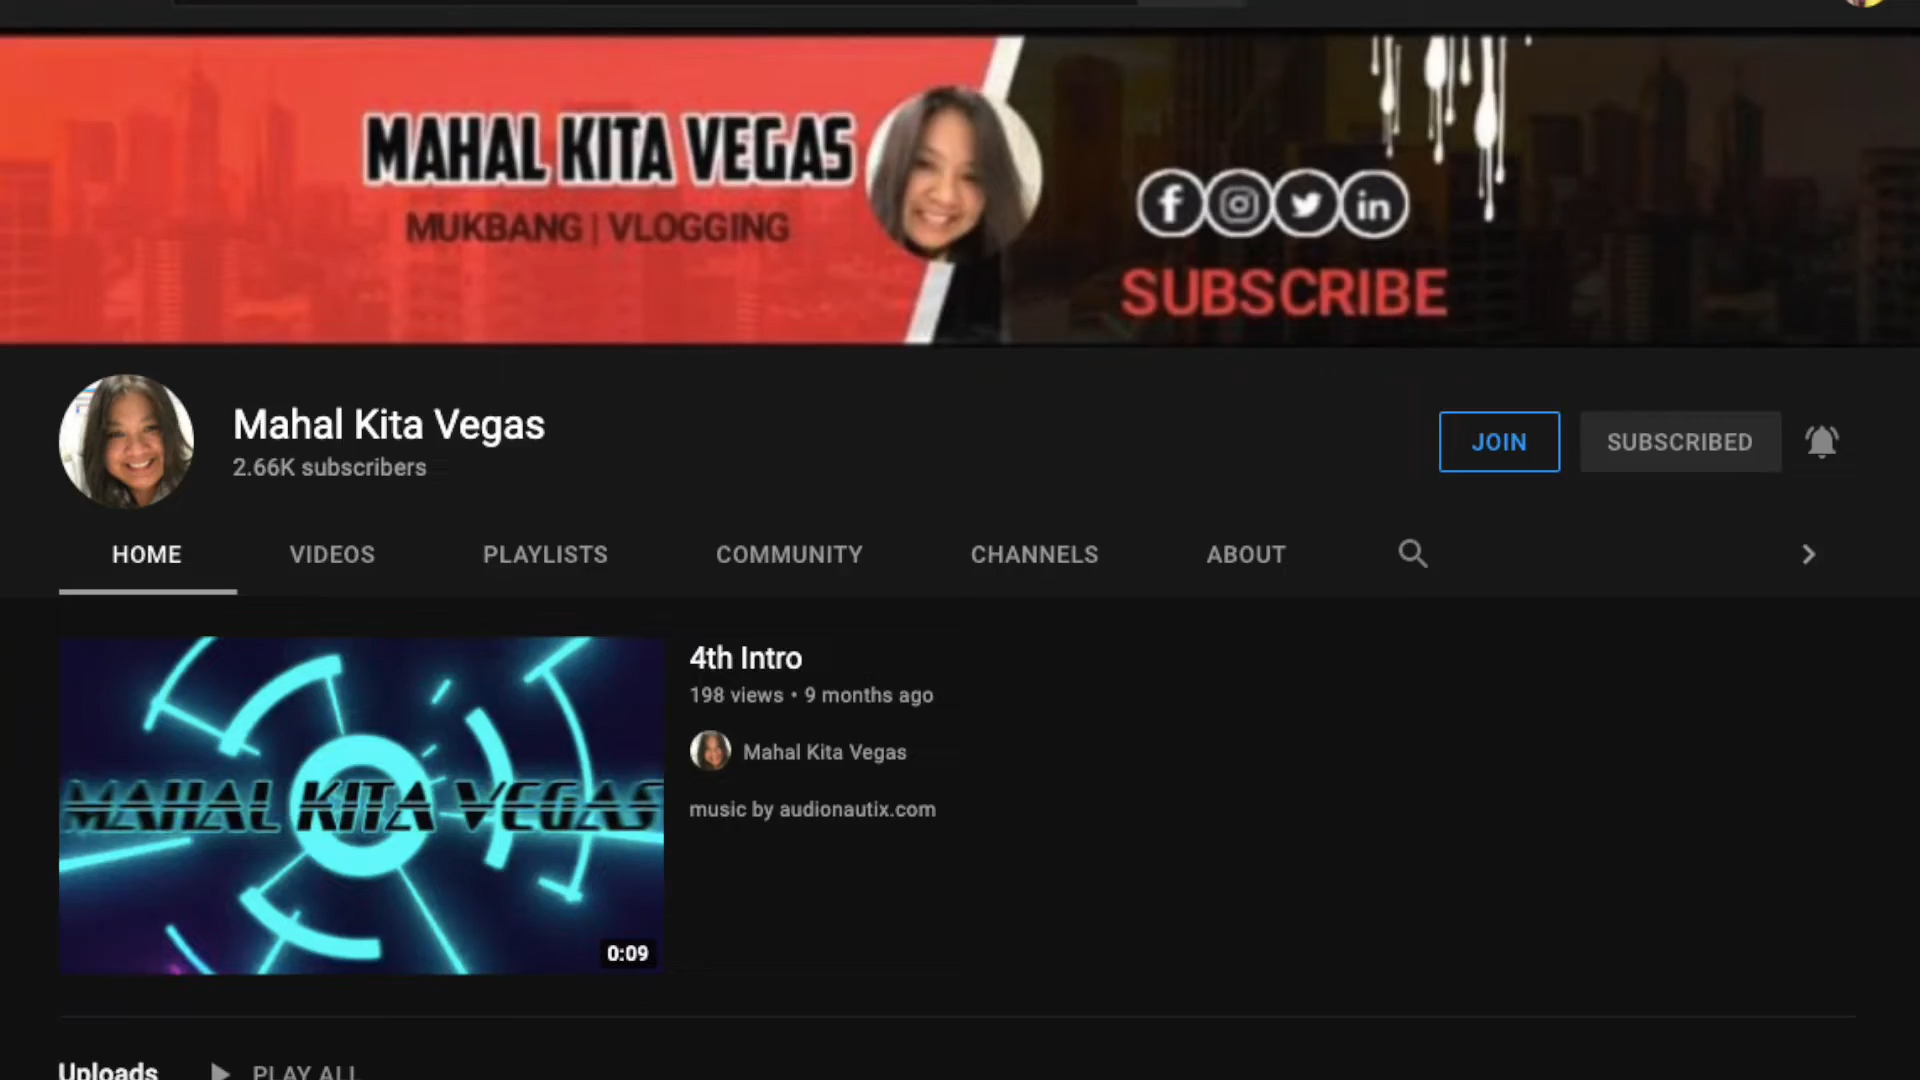 MAHAL KITA VEGAS
MUKBANG | VLOGGING
f in
SUBSCRIBE
Mahal Kita Vegas
2.66K subscribers
JOIN
SUBSCRIBED
HOME VIDEOS PLAYLISTS COMMUNITY CHANNELS ABOUT
MAHAL KITA VEGAS
0:09
4th Intro
198 views • 9 months ago
Mahal Kita Vegas
music by audionautix.com
Uploads PLAY ALL